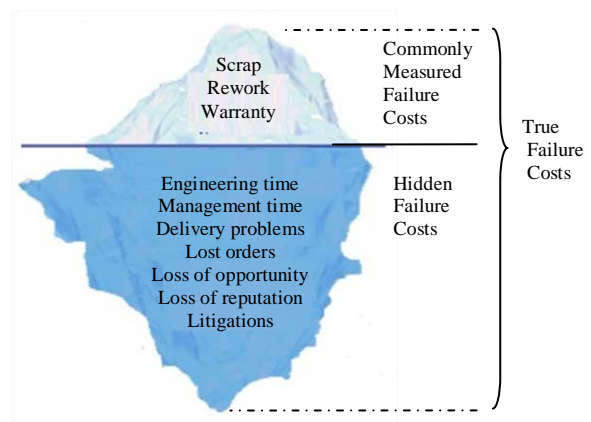 Scrap
Rework
Warranty
Commonly
Measured
Failure
Costs
True
Failure
Costs
Engineering time
Management time
Delivery problems
Lost orders
Loss of opportunity
Loss of reputation
Litigations
Hidden
Failure
Costs